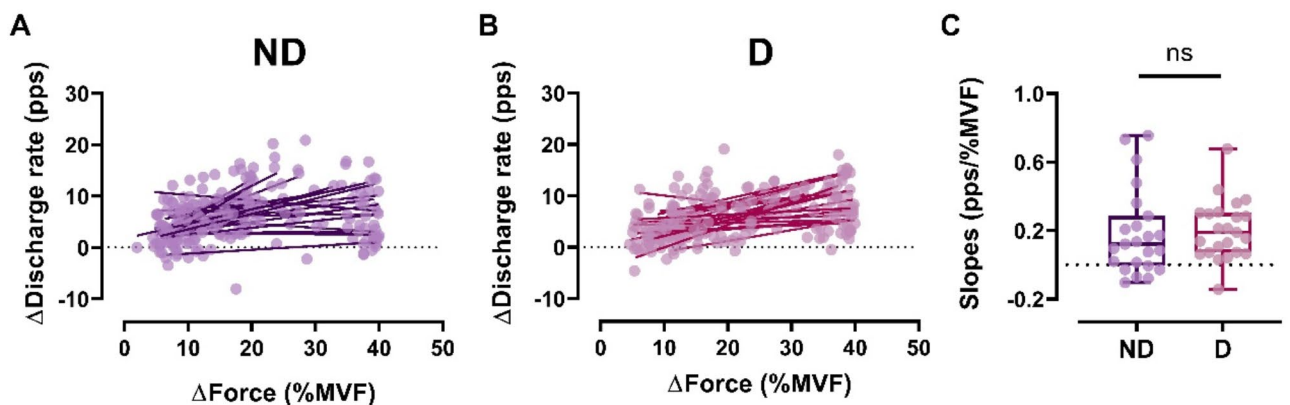 A
ND
ΔDischarge rate (pps)
30
20
10
0
-10
0 10 20 30 40 50
ΔForce (%MVF)
B
D
ΔDischarge rate (pps)
30
20
10
0
-10
0 10 20 30 40 50
ΔForce (%MVF)
C
ns
Slopes (pps/%MVF)
1.0
0.6
0.2
-0.2
ND D